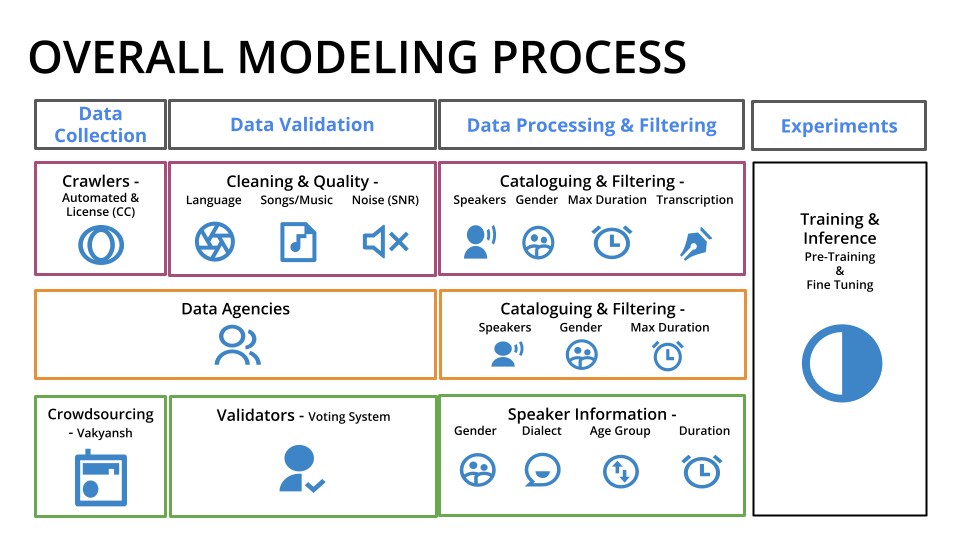 OVERALL MODELING PROCESS
Data
Collection
Data Validation
Data Processing & Filtering
Experiments
Crawlers -
Automated &
License (CC)
Cleaning & Quality -
Language Songs/Music Noise (SNR)
Cataloguing & Filtering -
Speakers Gender Max Duration Transcription
Training &
Inference
Pre-Training
&
Fine Tuning
Data Agencies
Cataloguing & Filtering -
Speakers Gender Max Duration
Crowdsourcing
- Vakyansh
Validators - Voting System
Speaker Information -
Gender Dialect Age Group Duration